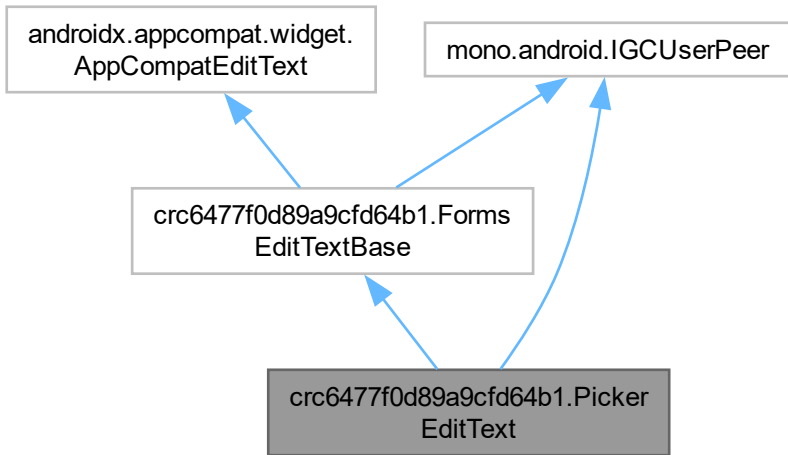 androidx.appcompat.widget.
AppCompatEditText
mono.android.IGCUserPeer
crc6477f0d89a9cfd64b1.Forms
EditTextBase
crc6477f0d89a9cfd64b1.Picker
EditText